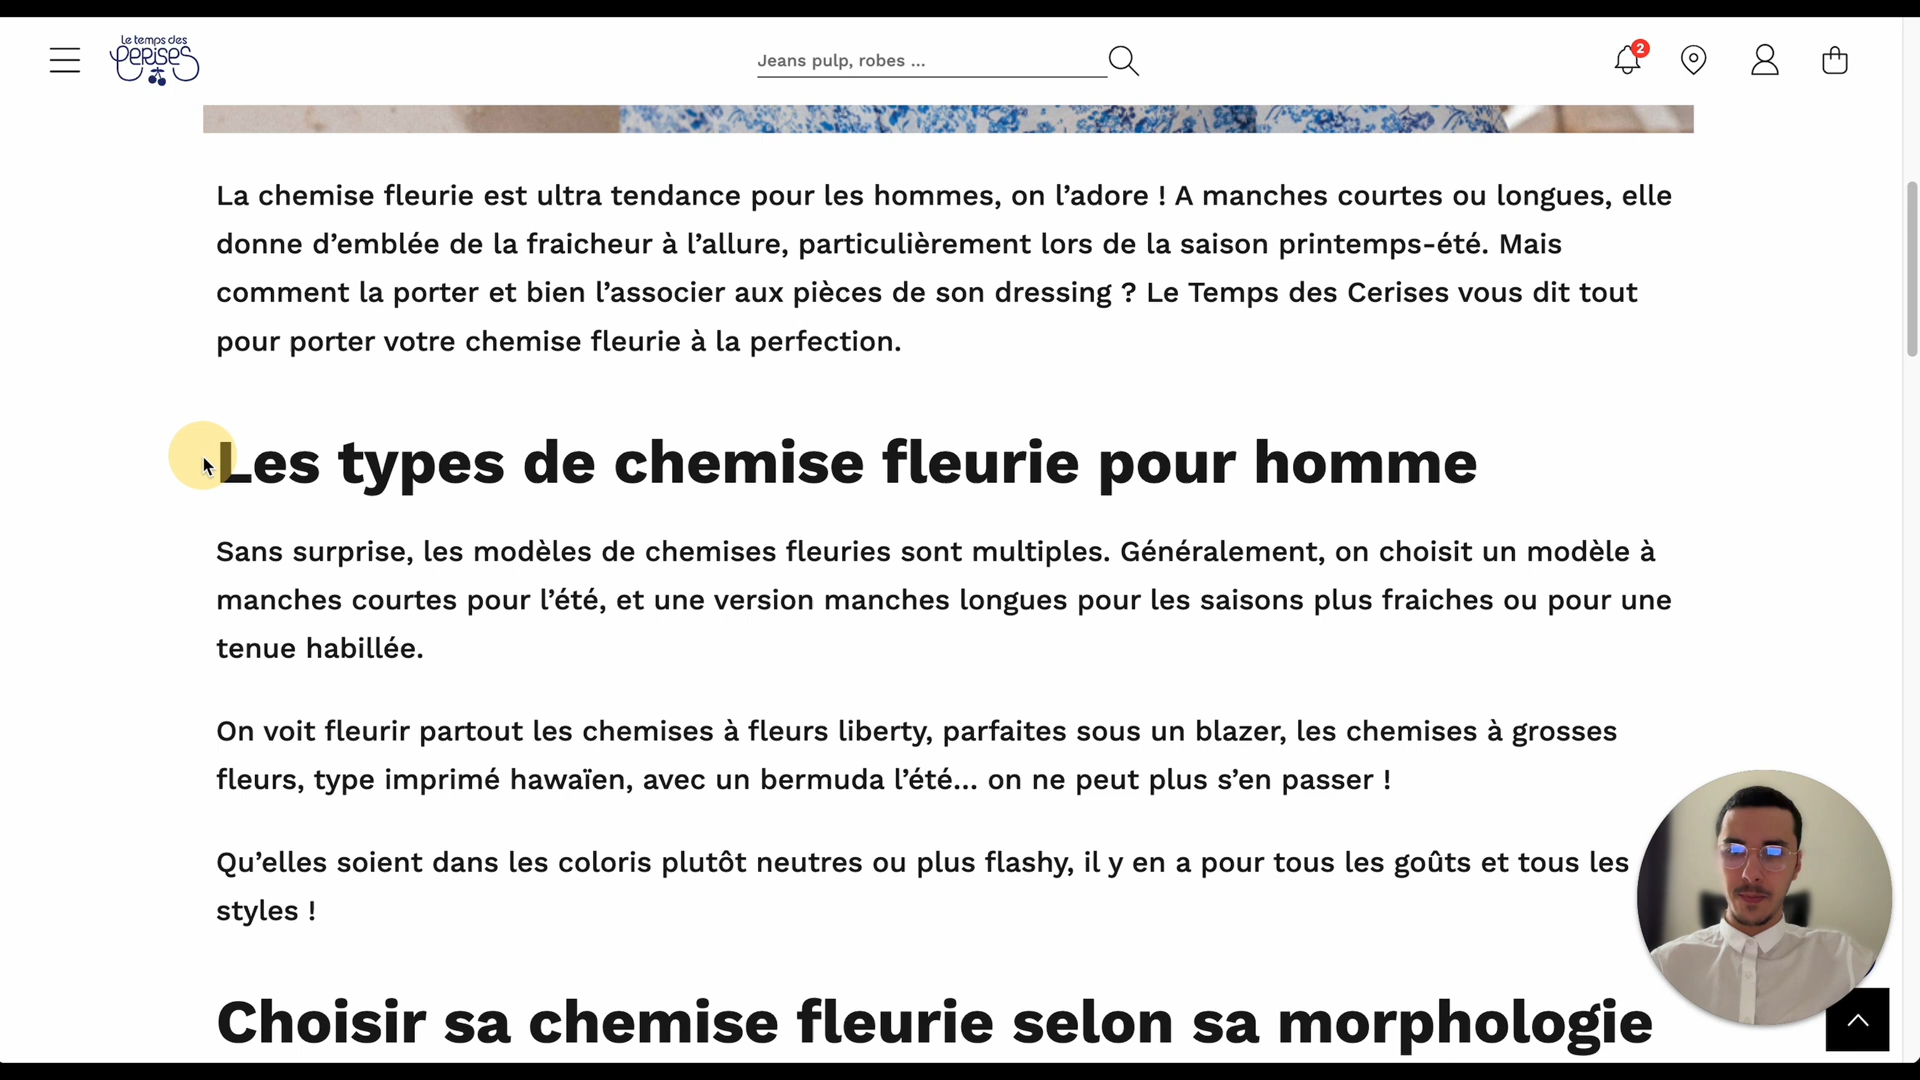 le temps des
cerises
Jeans pulp, robes ...
2
La chemise fleurie est ultra tendance pour les hommes, on l’adore ! A manches courtes ou longues, elle
donne d’emblée de la fraicheur à l’allure, particulièrement lors de la saison printemps-été. Mais
comment la porter et bien l’associer aux pièces de son dressing ? Le Temps des Cerises vous dit tout
pour porter votre chemise fleurie à la perfection.
Les types de chemise fleurie pour homme
Sans surprise, les modèles de chemises fleuries sont multiples. Généralement, on choisit un modèle à
manches courtes pour l’été, et une version manches longues pour les saisons plus fraiches ou pour une
tenue habillée.
On voit fleurir partout les chemises à fleurs liberty, parfaites sous un blazer, les chemises à grosses
fleurs, type imprimé hawaïen, avec un bermuda l’été... on ne peut plus s’en passer !
Qu’elles soient dans les coloris plutôt neutres ou plus flashy, il y en a pour tous les goûts et tous les
styles !
Choisir sa chemise fleurie selon sa morphologie